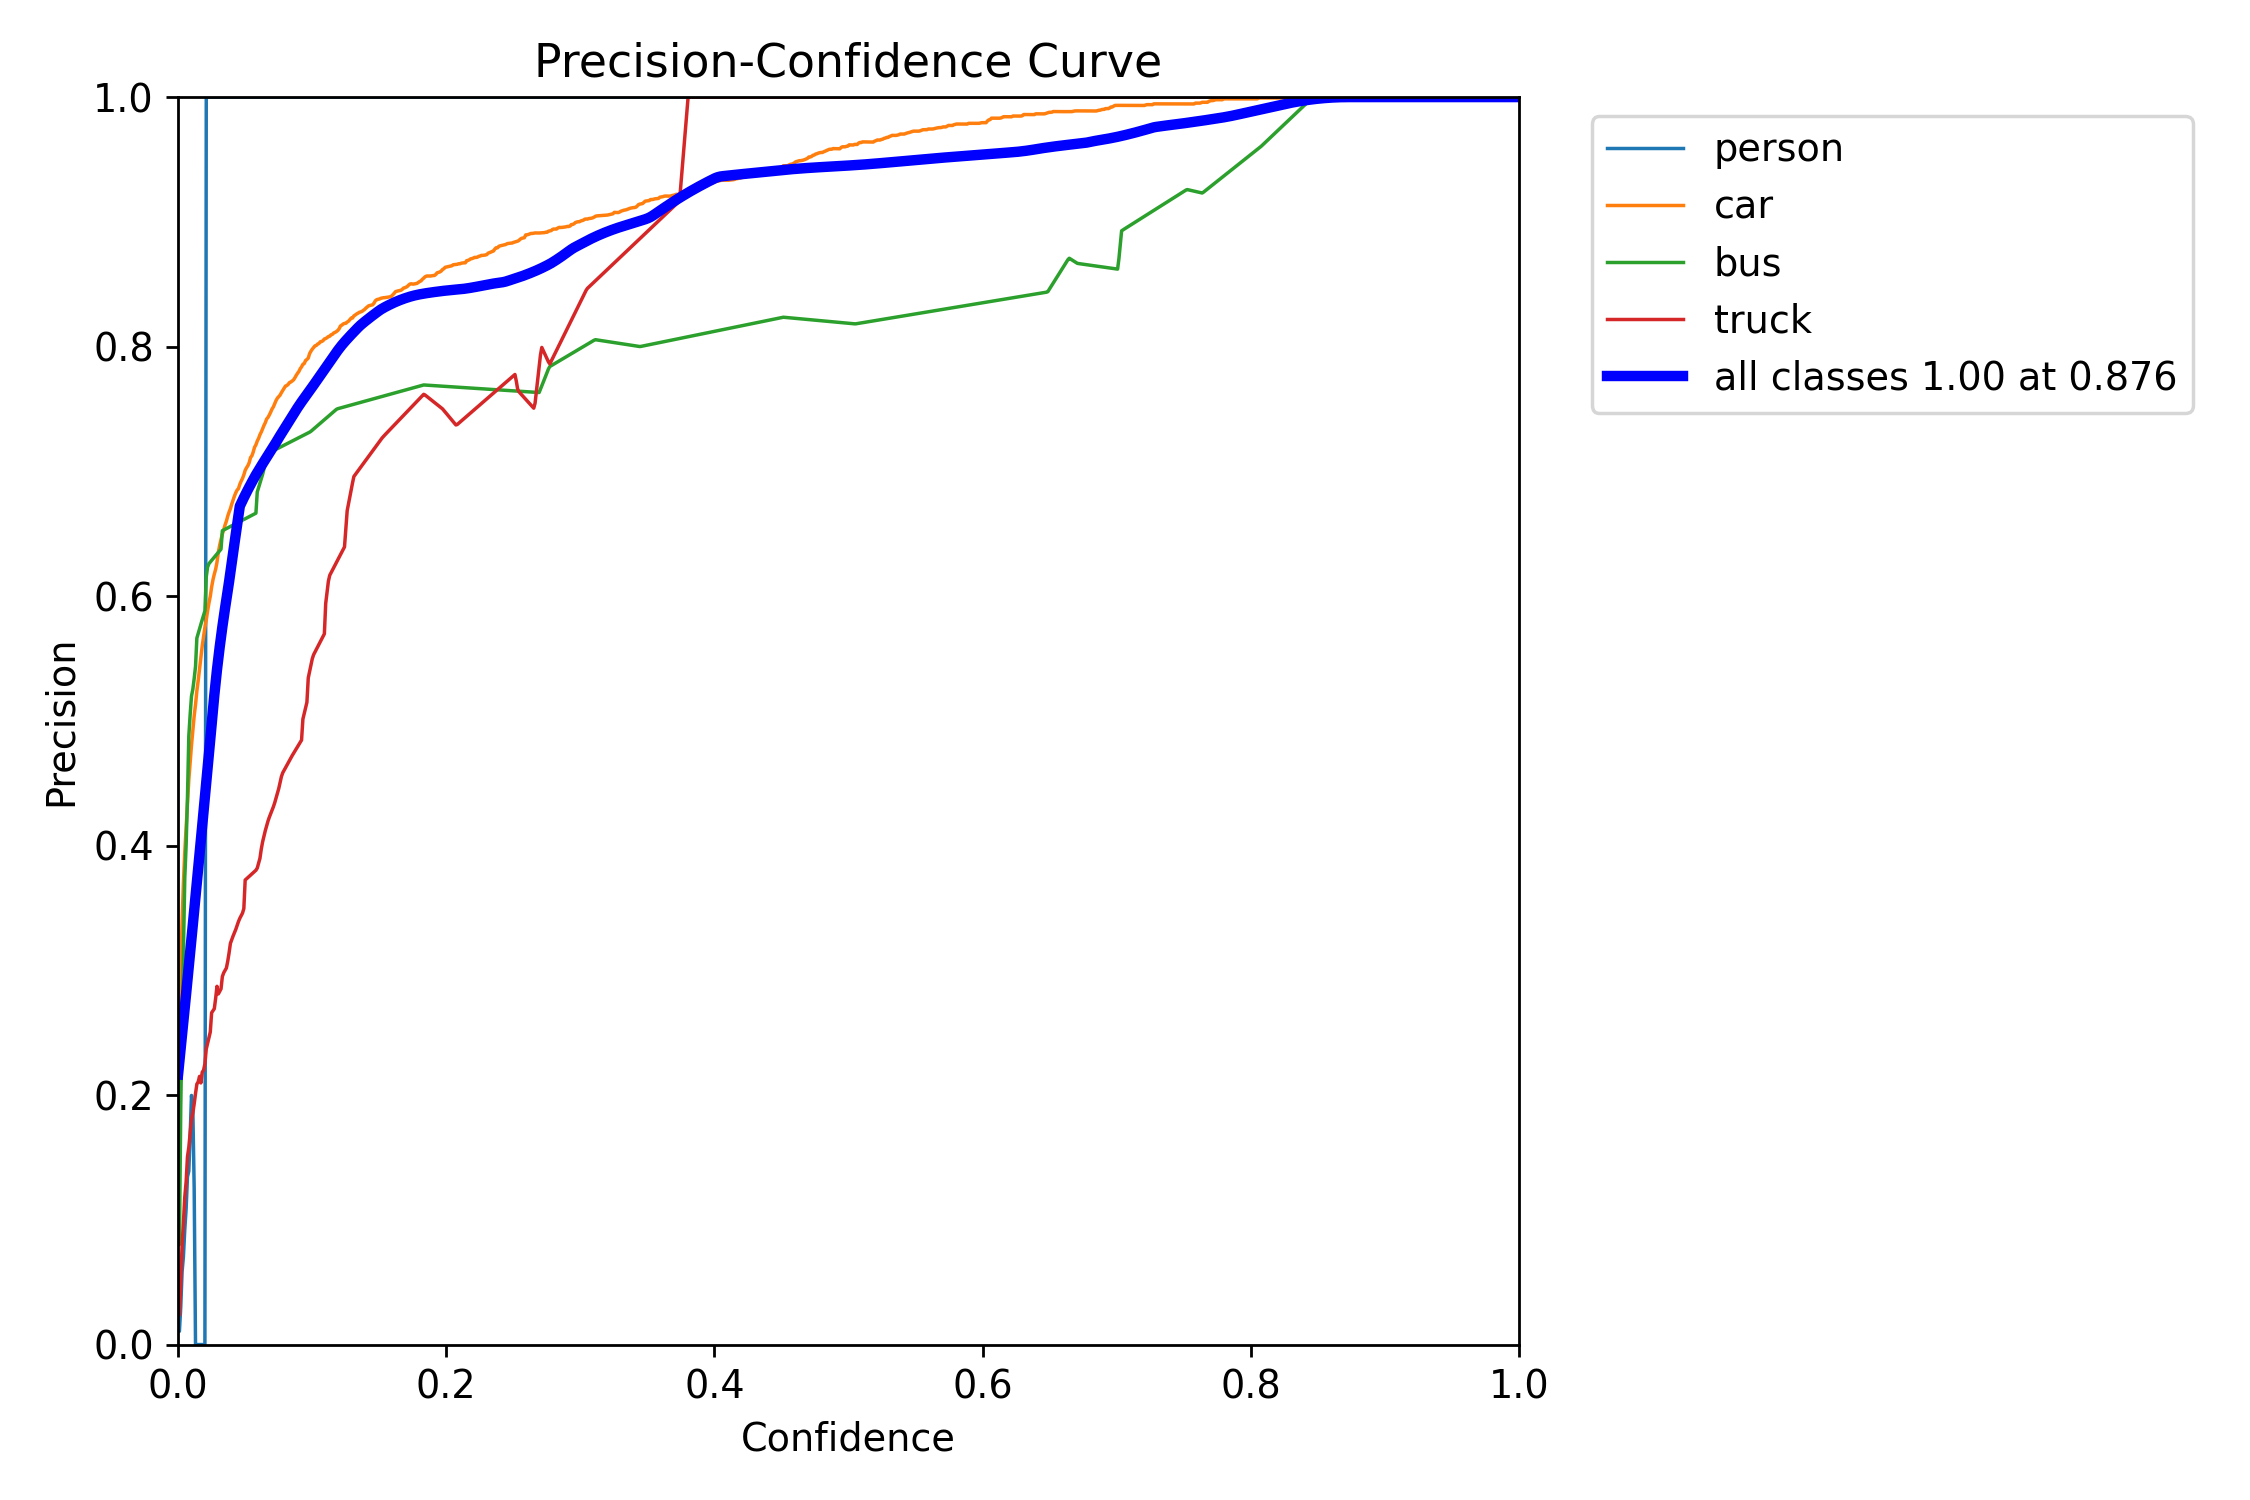 Precision-Confidence Curve
1.0
0.8
0.6
0.4
0.2
0.0
Precision
0.0 0.2 0.4 0.6 0.8 1.0
Confidence
person
car
bus
truck
all classes 1.00 at 0.876